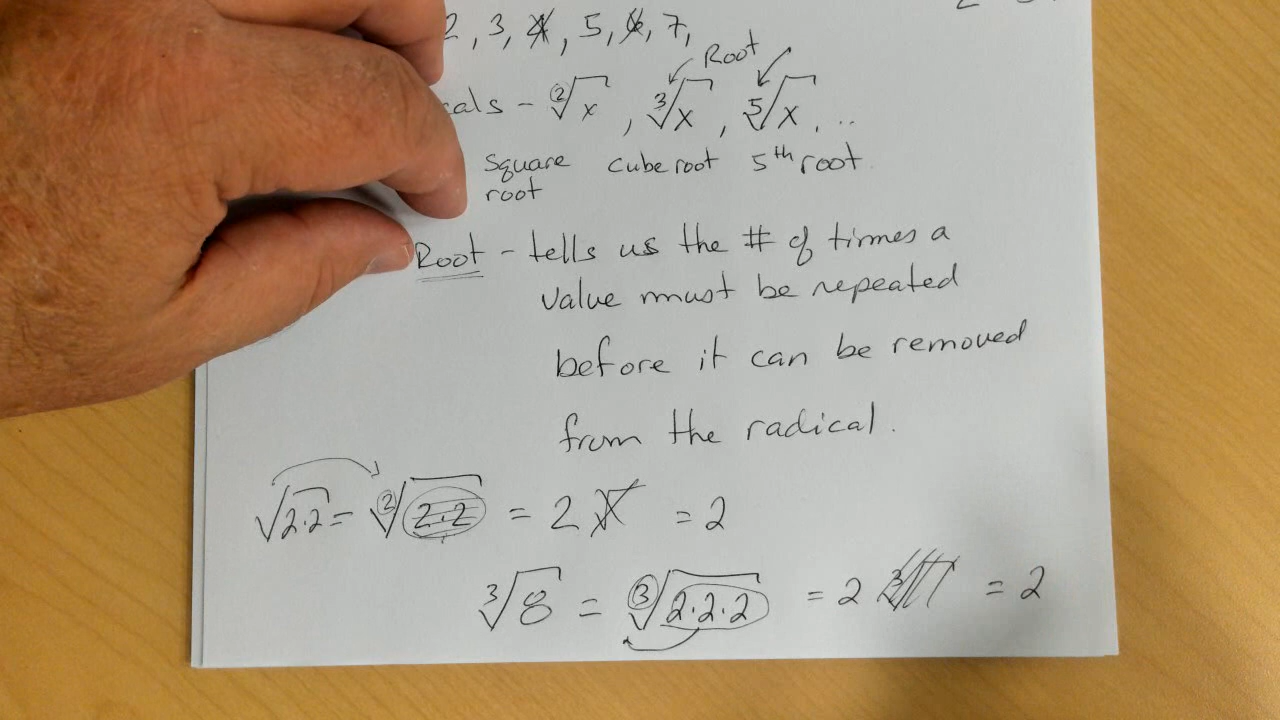 2, 3, 4, 5, 6, 7,
Root
cals - ²√x, ³√x, ⁵√x, ..
square root cube root 5th root
Root - tells us the # of times a
value must be repeated
before it can be removed
from the radical.
√2·2 = ²√2·2 = 2√ = 2
³√8 = ³√2·2·2 = 2 = 2